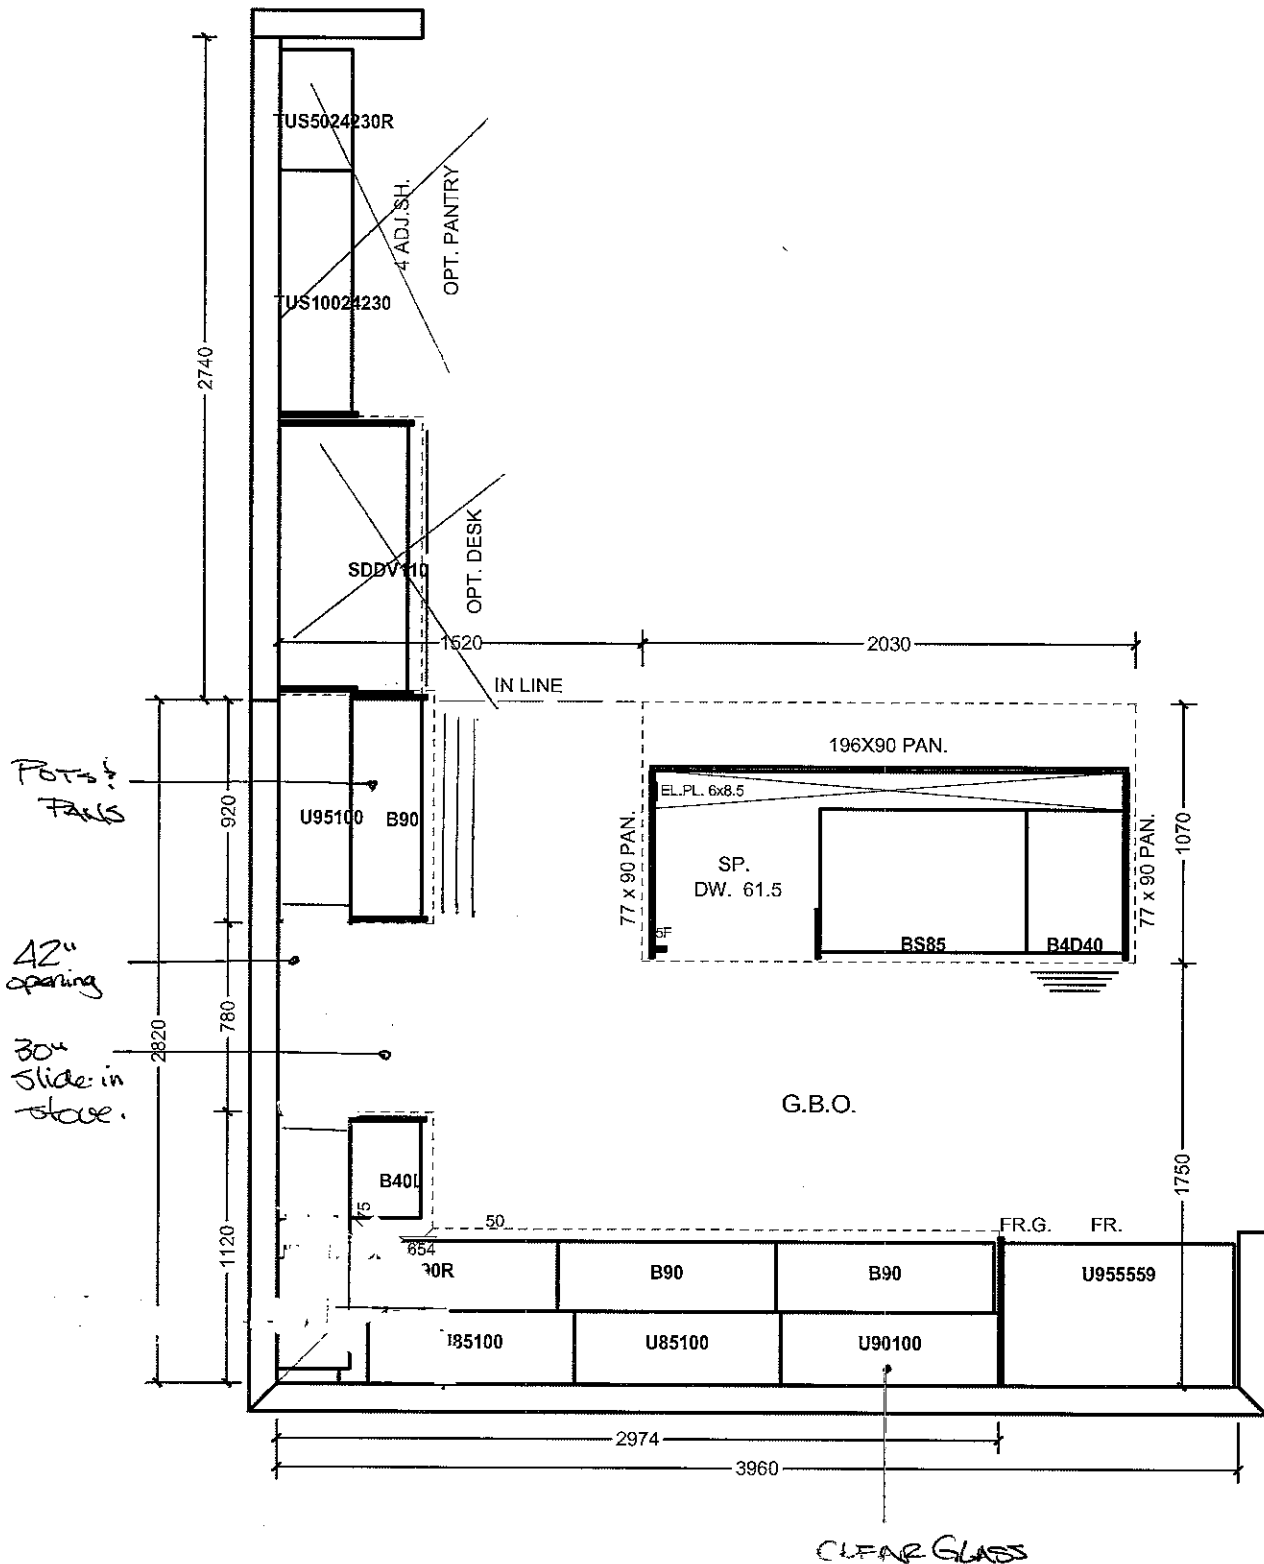 TUS5024230R
4 ADJ.SH.
OPT. PANTRY
TUS10024230
2740
SDDV110
OPT. DESK
1520
2030
IN LINE
196X90 PAN.
EL.PL. 6x8.5
POTS &
PANS
U95100
B90
920
77 x 90 PAN.
SP.
DW. 61.5
77 x 90 PAN.
1070
5F
BS85
B4D40
42"
opening
780
2820
30"
Slide-in
stove.
G.B.O.
B40L
75
1120
50
654
FR.G.
FR.
1750
90R
B90
B90
U955559
U85100
U90100
2974
3960
CLEAR GLASS